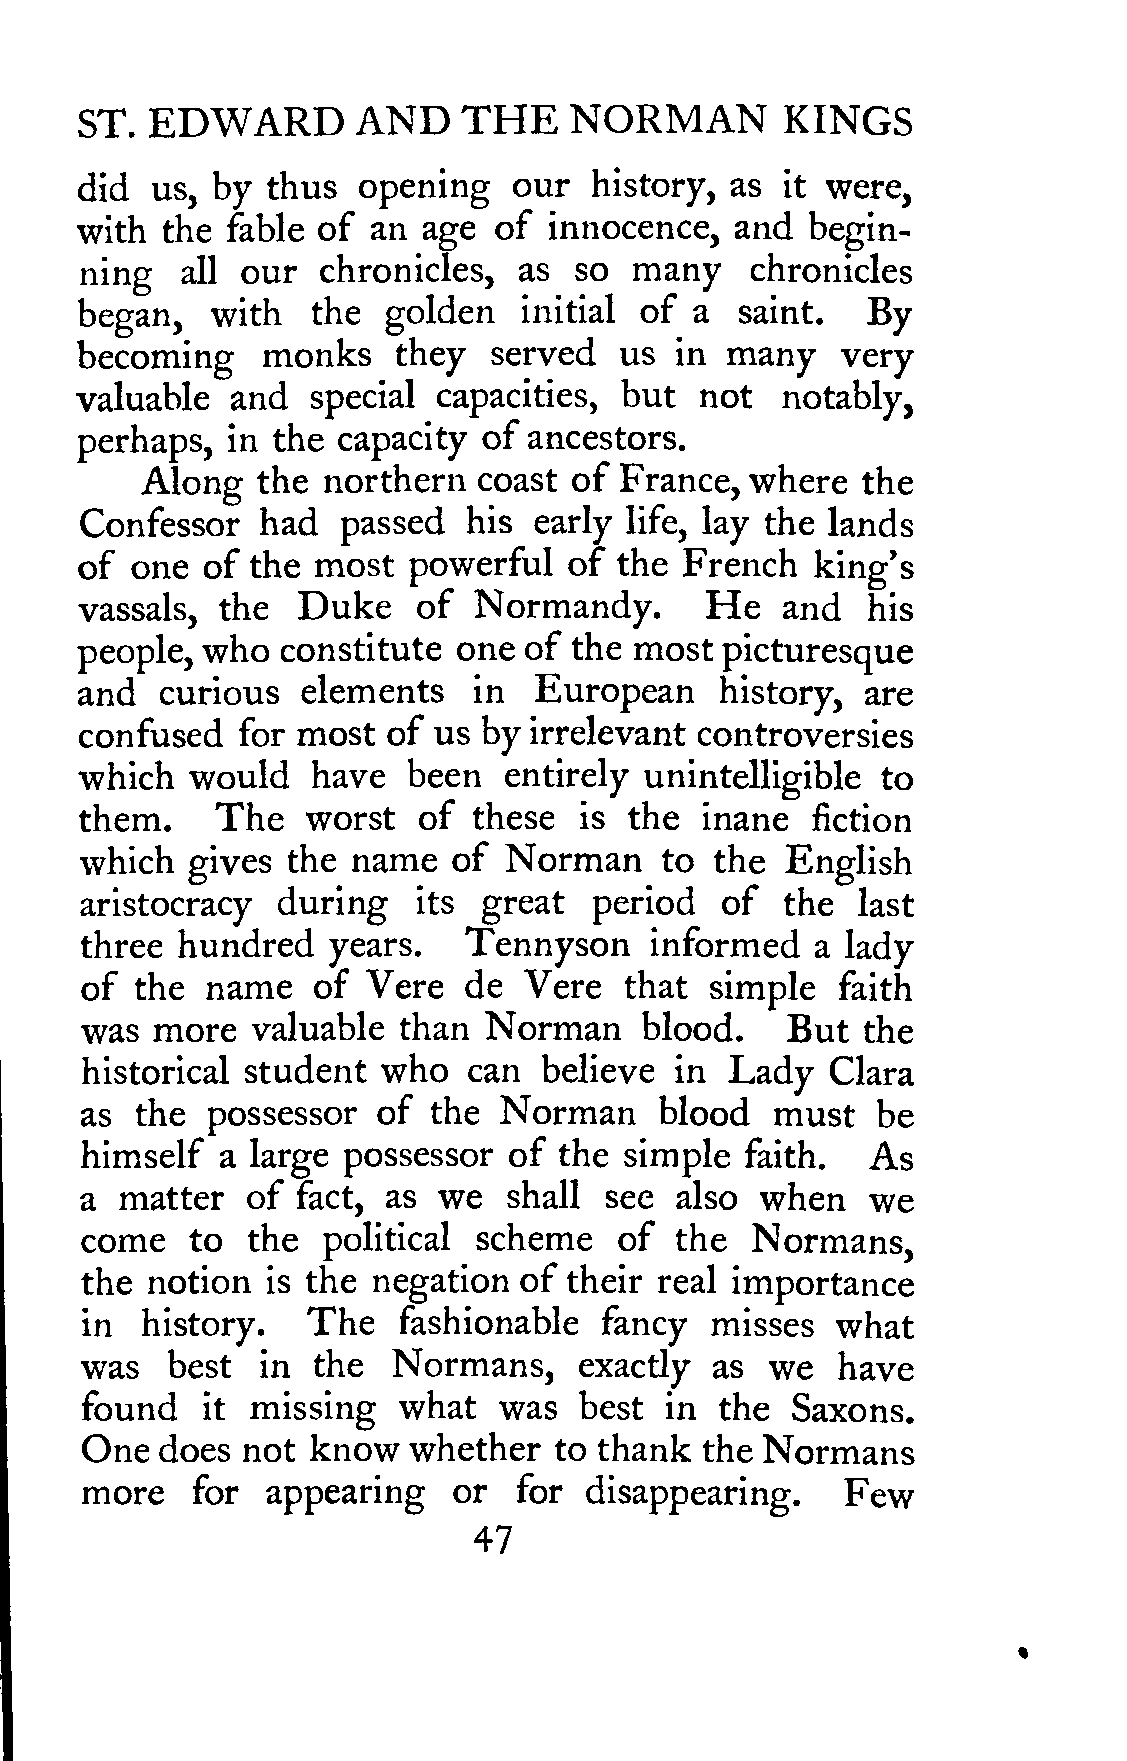 ST. EDWARD AND THE NORMAN KINGS
did us, by thus opening our history, as it were,
with the fable of an age of innocence, and begin-
ning all our chronicles, as so many chronicles
began, with the golden initial of a saint. By
becoming monks they served us in many very
valuable and special capacities, but not notably,
perhaps, in the capacity of ancestors.
Along the northern coast of France, where the
Confessor had passed his early life, lay the lands
of one of the most powerful of the French king's
vassals, the Duke of Normandy. He and his
people, who constitute one of the most picturesque
and curious elements in European history, are
confused for most of us by irrelevant controversies
which would have been entirely unintelligible to
them. The worst of these is the inane fiction
which gives the name of Norman to the English
aristocracy during its great period of the last
three hundred years. Tennyson informed a lady
of the name of Vere de Vere that simple faith
was more valuable than Norman blood. But the
historical student who can believe in Lady Clara
as the possessor of the Norman blood must be
himself a large possessor of the simple faith. As
a matter of fact, as we shall see also when we
come to the political scheme of the Normans,
the notion is the negation of their real importance
in history. The fashionable fancy misses what
was best in the Normans, exactly as we have
found it missing what was best in the Saxons.
One does not know whether to thank the Normans
more for appearing or for disappearing. Few
47